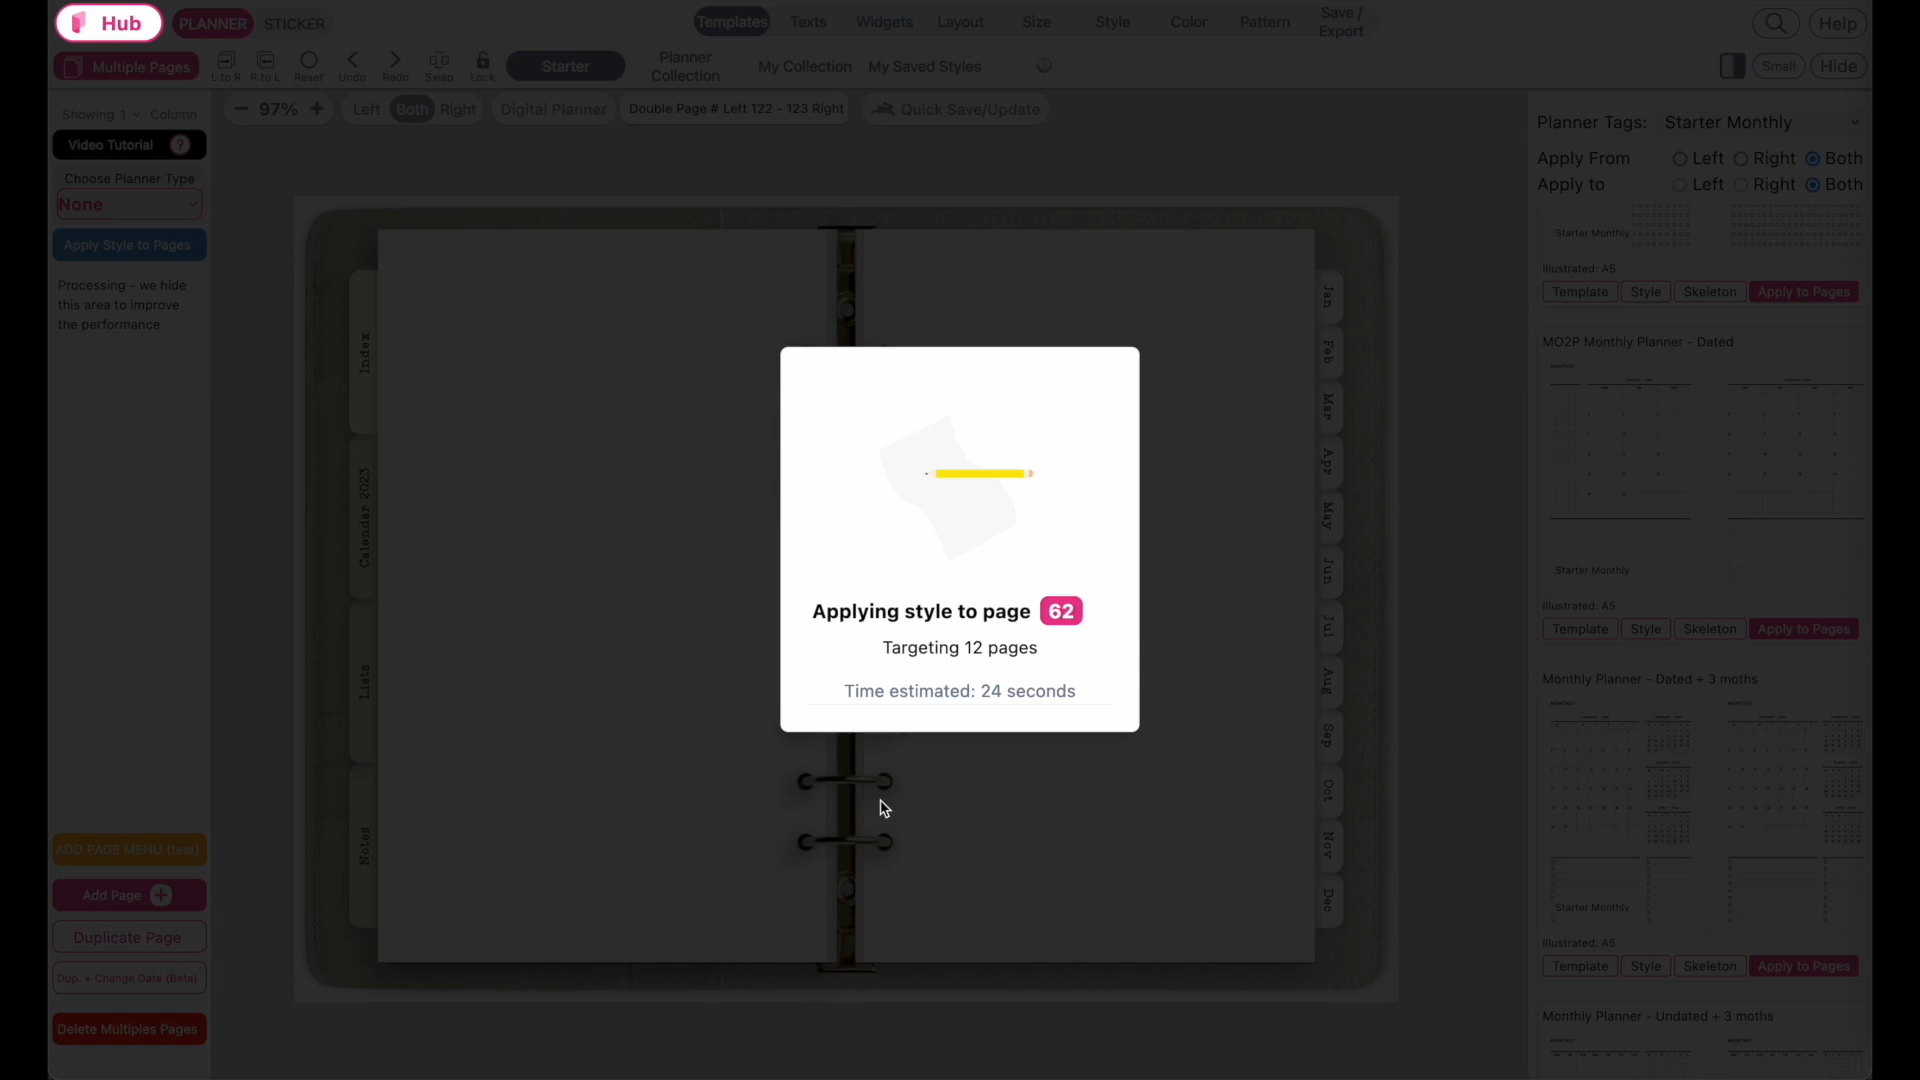 Hub
PLANNER
STICKER
Templates
Texts
Widgets
Layout
Size
Style
Color
Pattern
Save /
Export
Help
Multiple Pages
L to R
R to L
Reset
Undo
Redo
Swap
Lock
Starter
Planner
Collection
My Collection
My Saved Styles
Small
Hide
Showing 1
Column
97%
Left
Both
Right
Digital Planner
Double Page # Left 122 - 123 Right
Quick Save/Update
Video Tutorial ?
Choose Planner Type
None
Apply Style to Pages
Processing - we hide
this area to improve
the performance
ADD PAGE MENU (test)
Add Page
Duplicate Page
Dup. + Change Date (Beta)
Delete Multiples Pages
Index
Calendar 2023
Lists
Notes
Jan
Feb
Mar
Apr
May
Jun
Jul
Aug
Sep
Oct
Nov
Dec
Applying style to page 62
Targeting 12 pages
Time estimated: 24 seconds
Planner Tags: Starter Monthly
Apply From Left Right Both
Apply to Left Right Both
Starter Monthly
Illustrated: A5
Template Style Skeleton Apply to Pages
MO2P Monthly Planner - Dated
MONTHLY
Starter Monthly
Illustrated: A5
Template Style Skeleton Apply to Pages
Monthly Planner - Dated + 3 moths
MONTHLY MONTHLY
Starter Monthly
Illustrated: A5
Template Style Skeleton Apply to Pages
Monthly Planner - Undated + 3 moths
MONTHLY MONTHLY